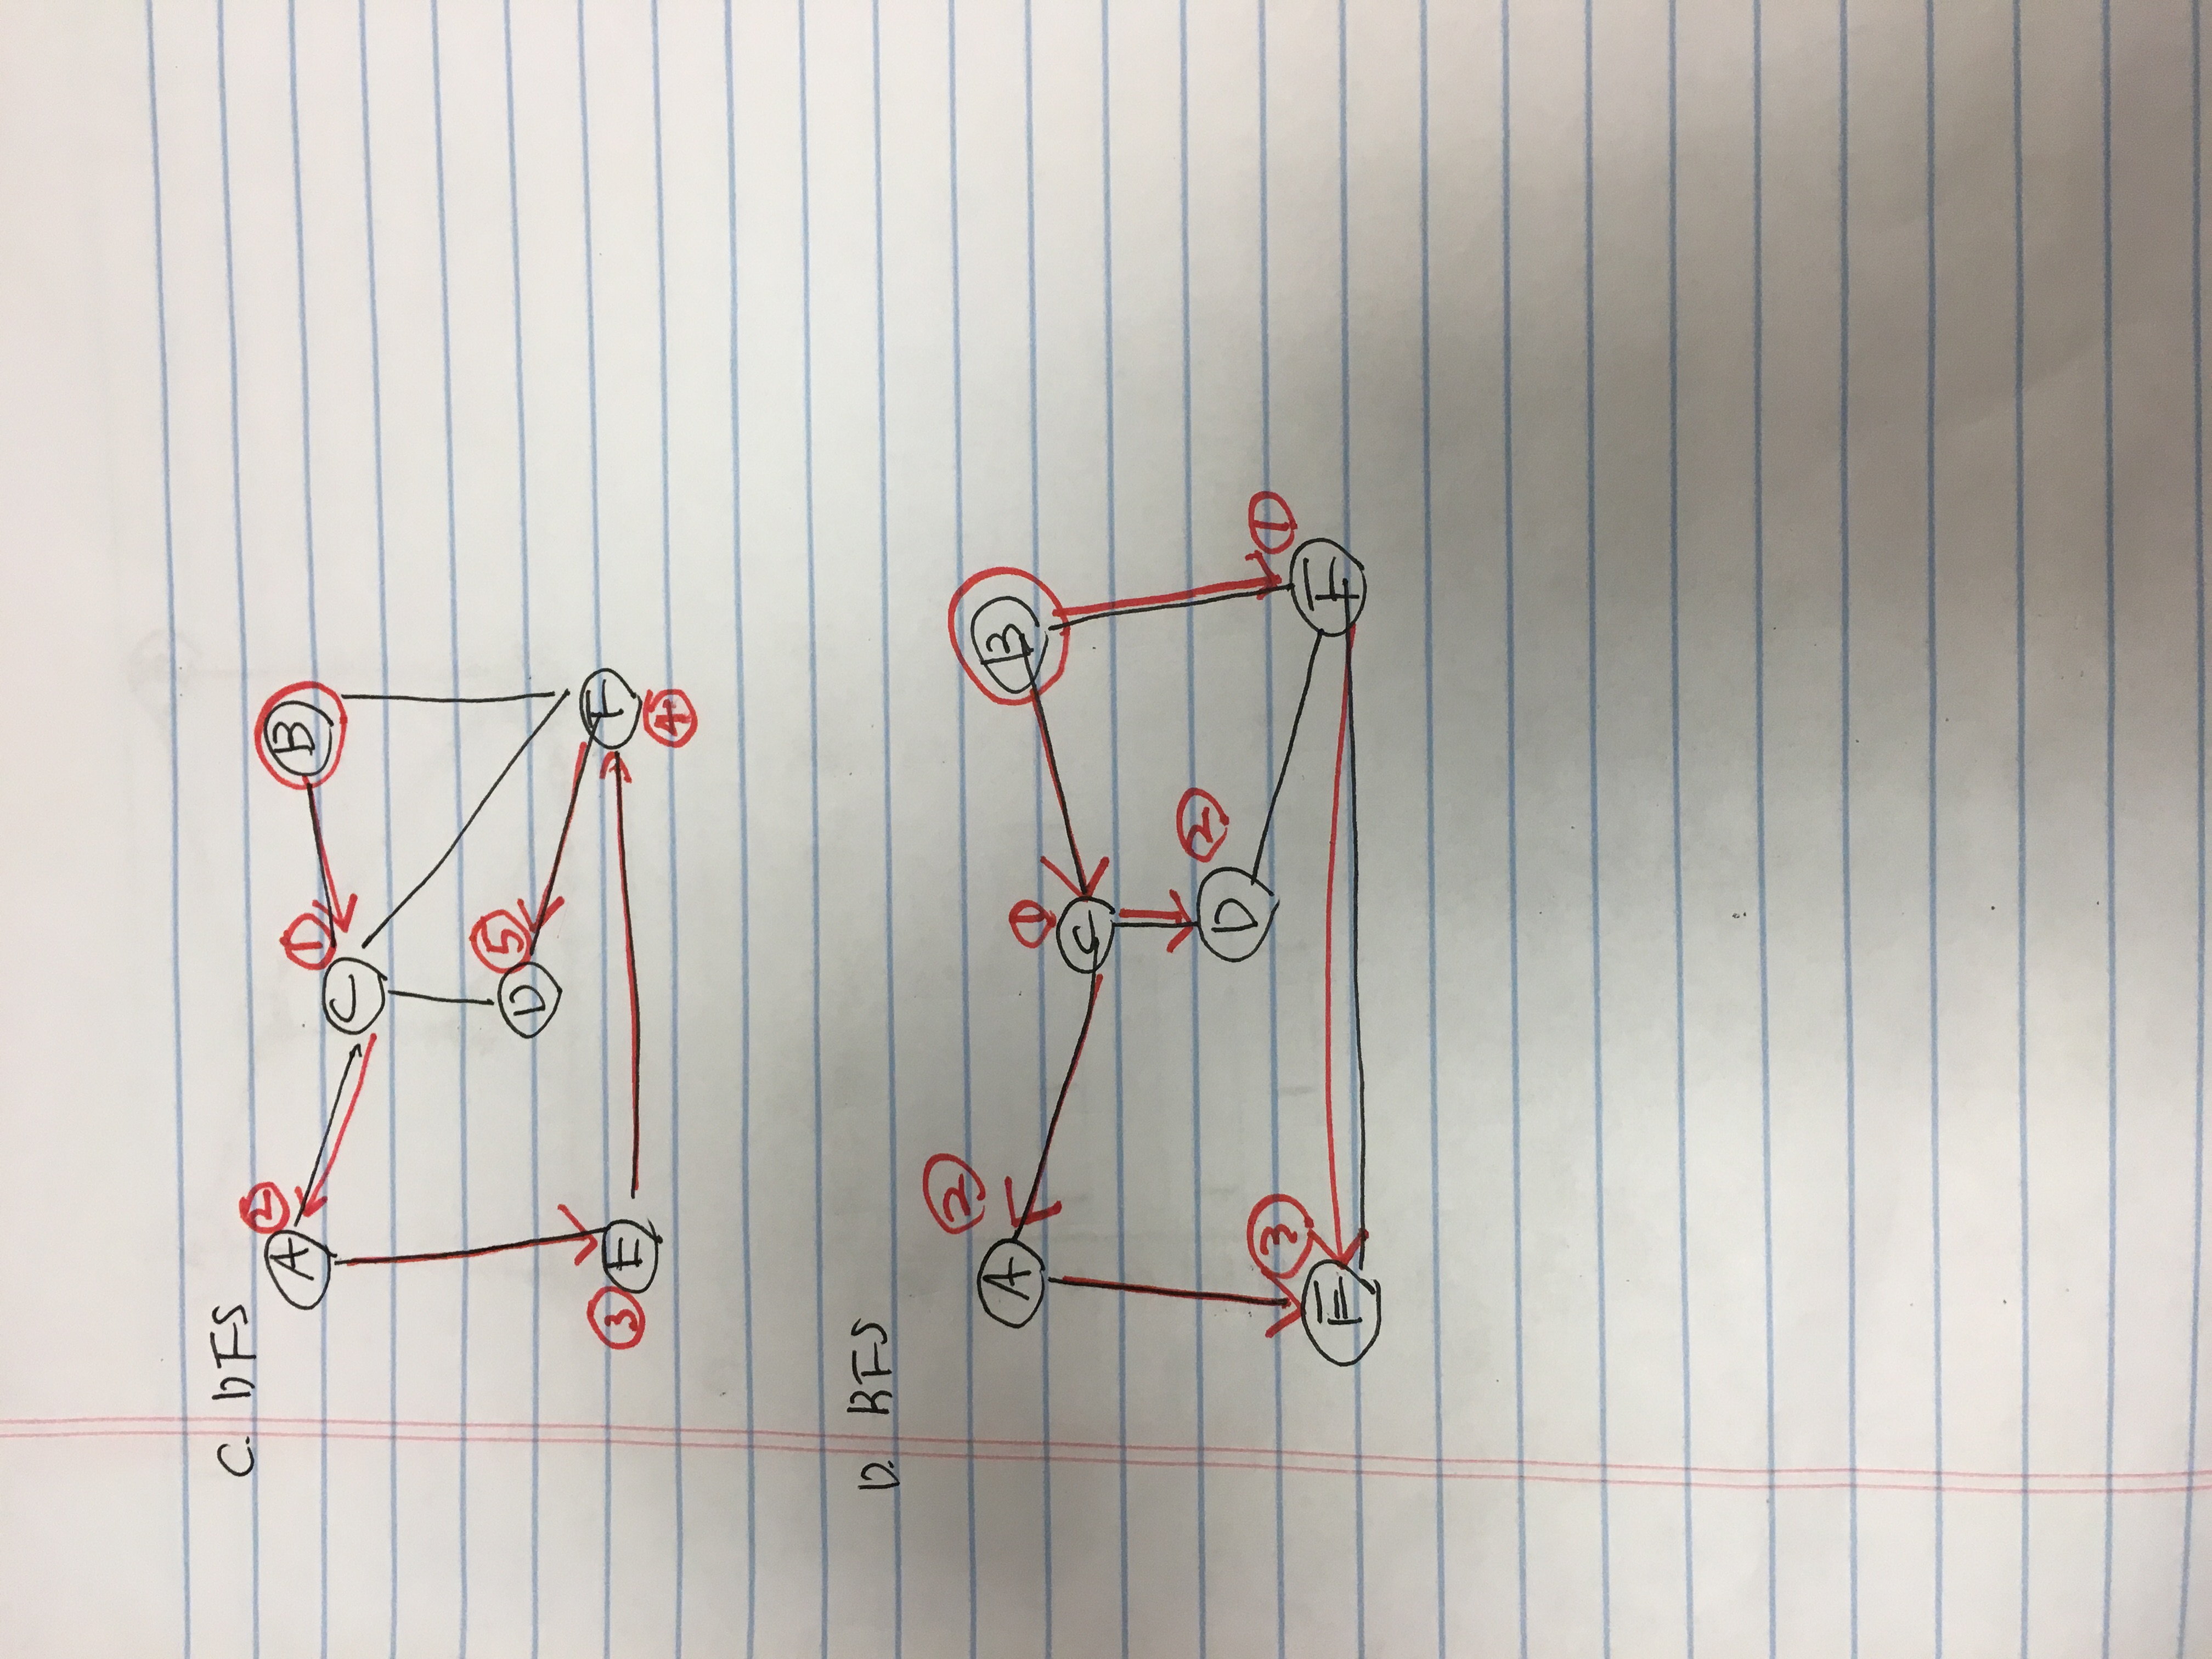 C. DFS
A ②
① B
C
D ⑤
③ E F
④
D. BFS
②
A B
①
C
D ②
③ ①
E F